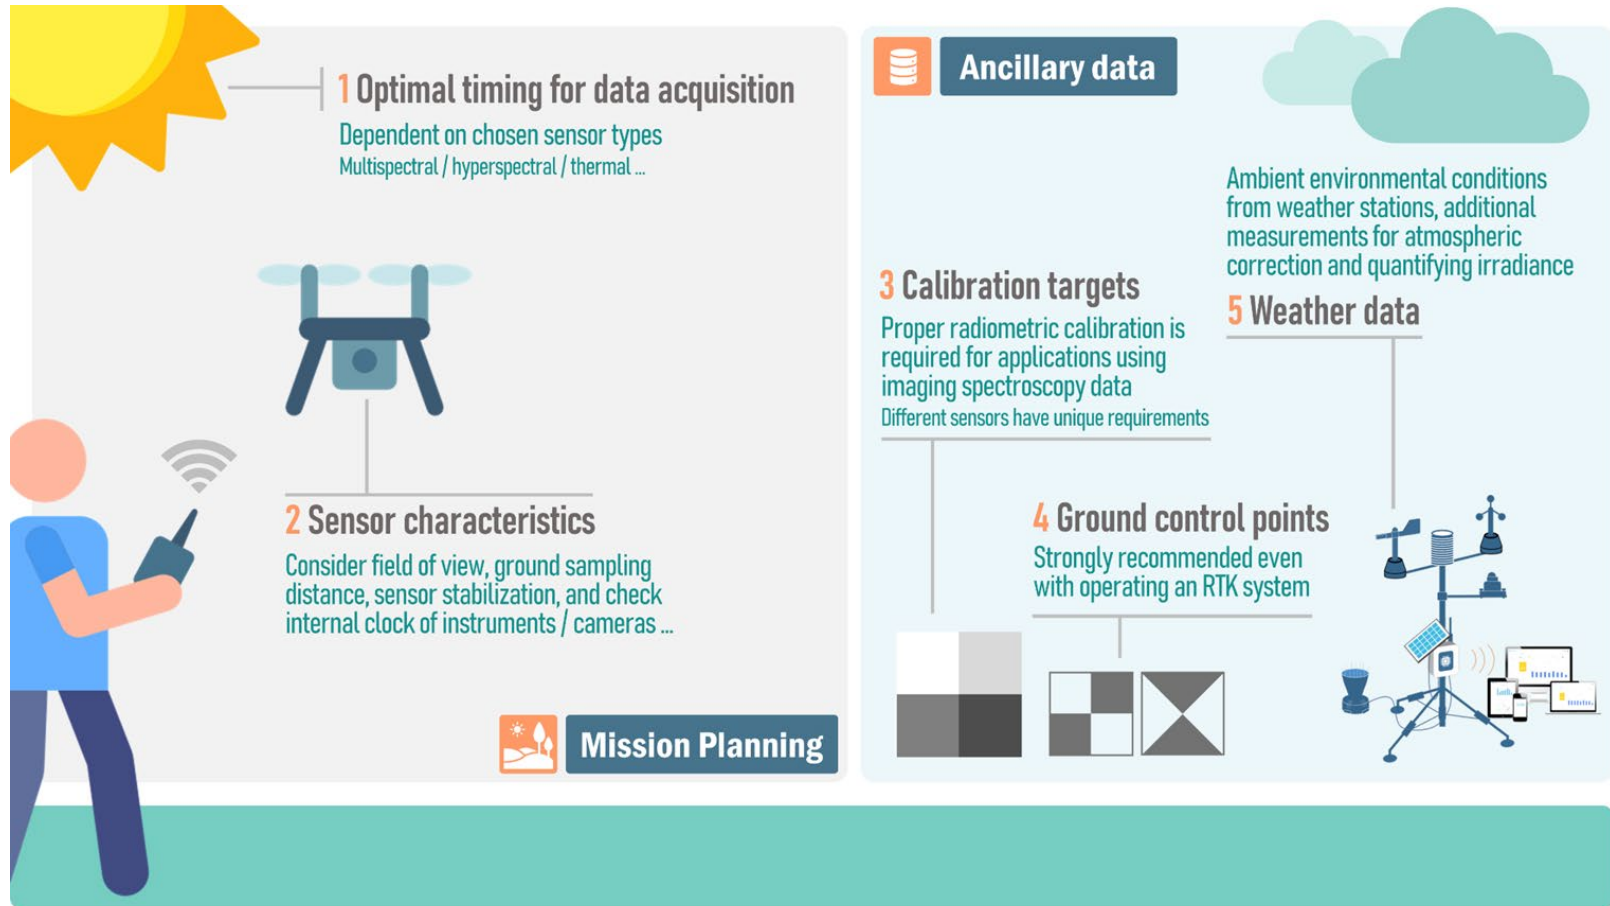 1 Optimal timing for data acquisition
Dependent on chosen sensor types
Multispectral / hyperspectral / thermal ...
2 Sensor characteristics
Consider field of view, ground sampling
distance, sensor stabilization, and check
internal clock of instruments / cameras ...
Mission Planning
Ancillary data
3 Calibration targets
Proper radiometric calibration is
required for applications using
imaging spectroscopy data
Different sensors have unique requirements
4 Ground control points
Strongly recommended even
with operating an RTK system
Ambient environmental conditions
from weather stations, additional
measurements for atmospheric
correction and quantifying irradiance
5 Weather data